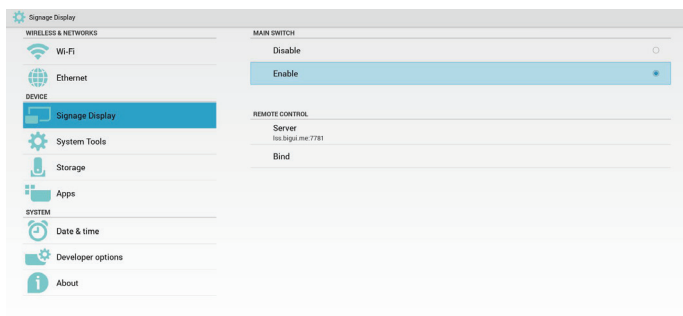 Signage Display
WIRELESS & NETWORKS
Wi-Fi
Ethernet
DEVICE
Signage Display
System Tools
Storage
Apps
SYSTEM
Date & time
Developer options
About
MAIN SWITCH
Disable
Enable
REMOTE CONTROL
Server
lss.bigui.me:7781
Bind